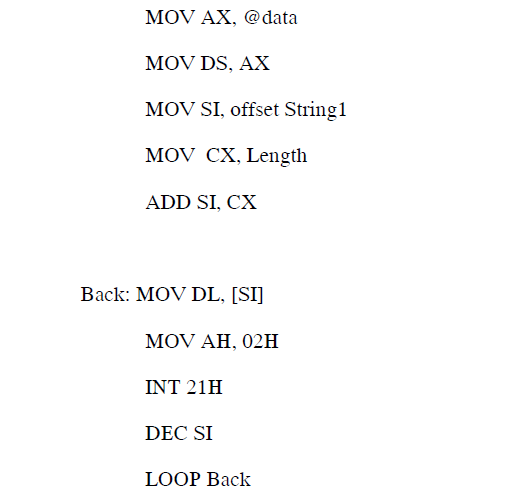 MOV AX, @data
MOV DS, AX
MOV SI, offset String1
MOV CX, Length
ADD SI, CX
Back: MOV DL, [SI]
MOV AH, 02H
INT 21H
DEC SI
LOOP Back